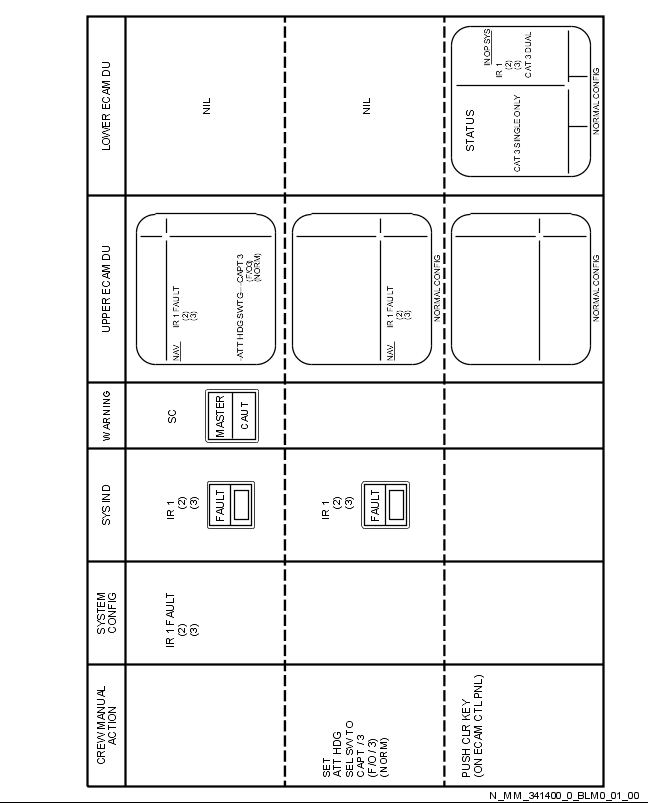 CREW MANUAL
ACTION
SYSTEM
CONFIG
SYS IND
WARNING
UPPER ECAM DU
LOWER ECAM DU
IR 1 FAULT
(2)
(3)
IR 1
(2)
(3)
FAULT
SC
MASTER
CAUT
NAV
IR 1 FAULT
(2)
(3)
-ATT HDG SWTG---CAPT 3
(F/O3)
(NORM)
NIL
SET
ATT HDG
SEL SW TO
CAPT / 3
(F/O / 3)
(NORM)
IR 1
(2)
(3)
FAULT
NAV
IR 1 FAULT
(2)
(3)
NORMAL CONFIG
NIL
PUSH CLR KEY
(ON ECAM CTL PNL)
NORMAL CONFIG
STATUS
CAT 3 SINGLE ONLY
INOP SYS
IR 1
(2)
(3)
CAT 3 DUAL
NORMAL CONFIG
N_MM_341400_0_BLM0_01_00